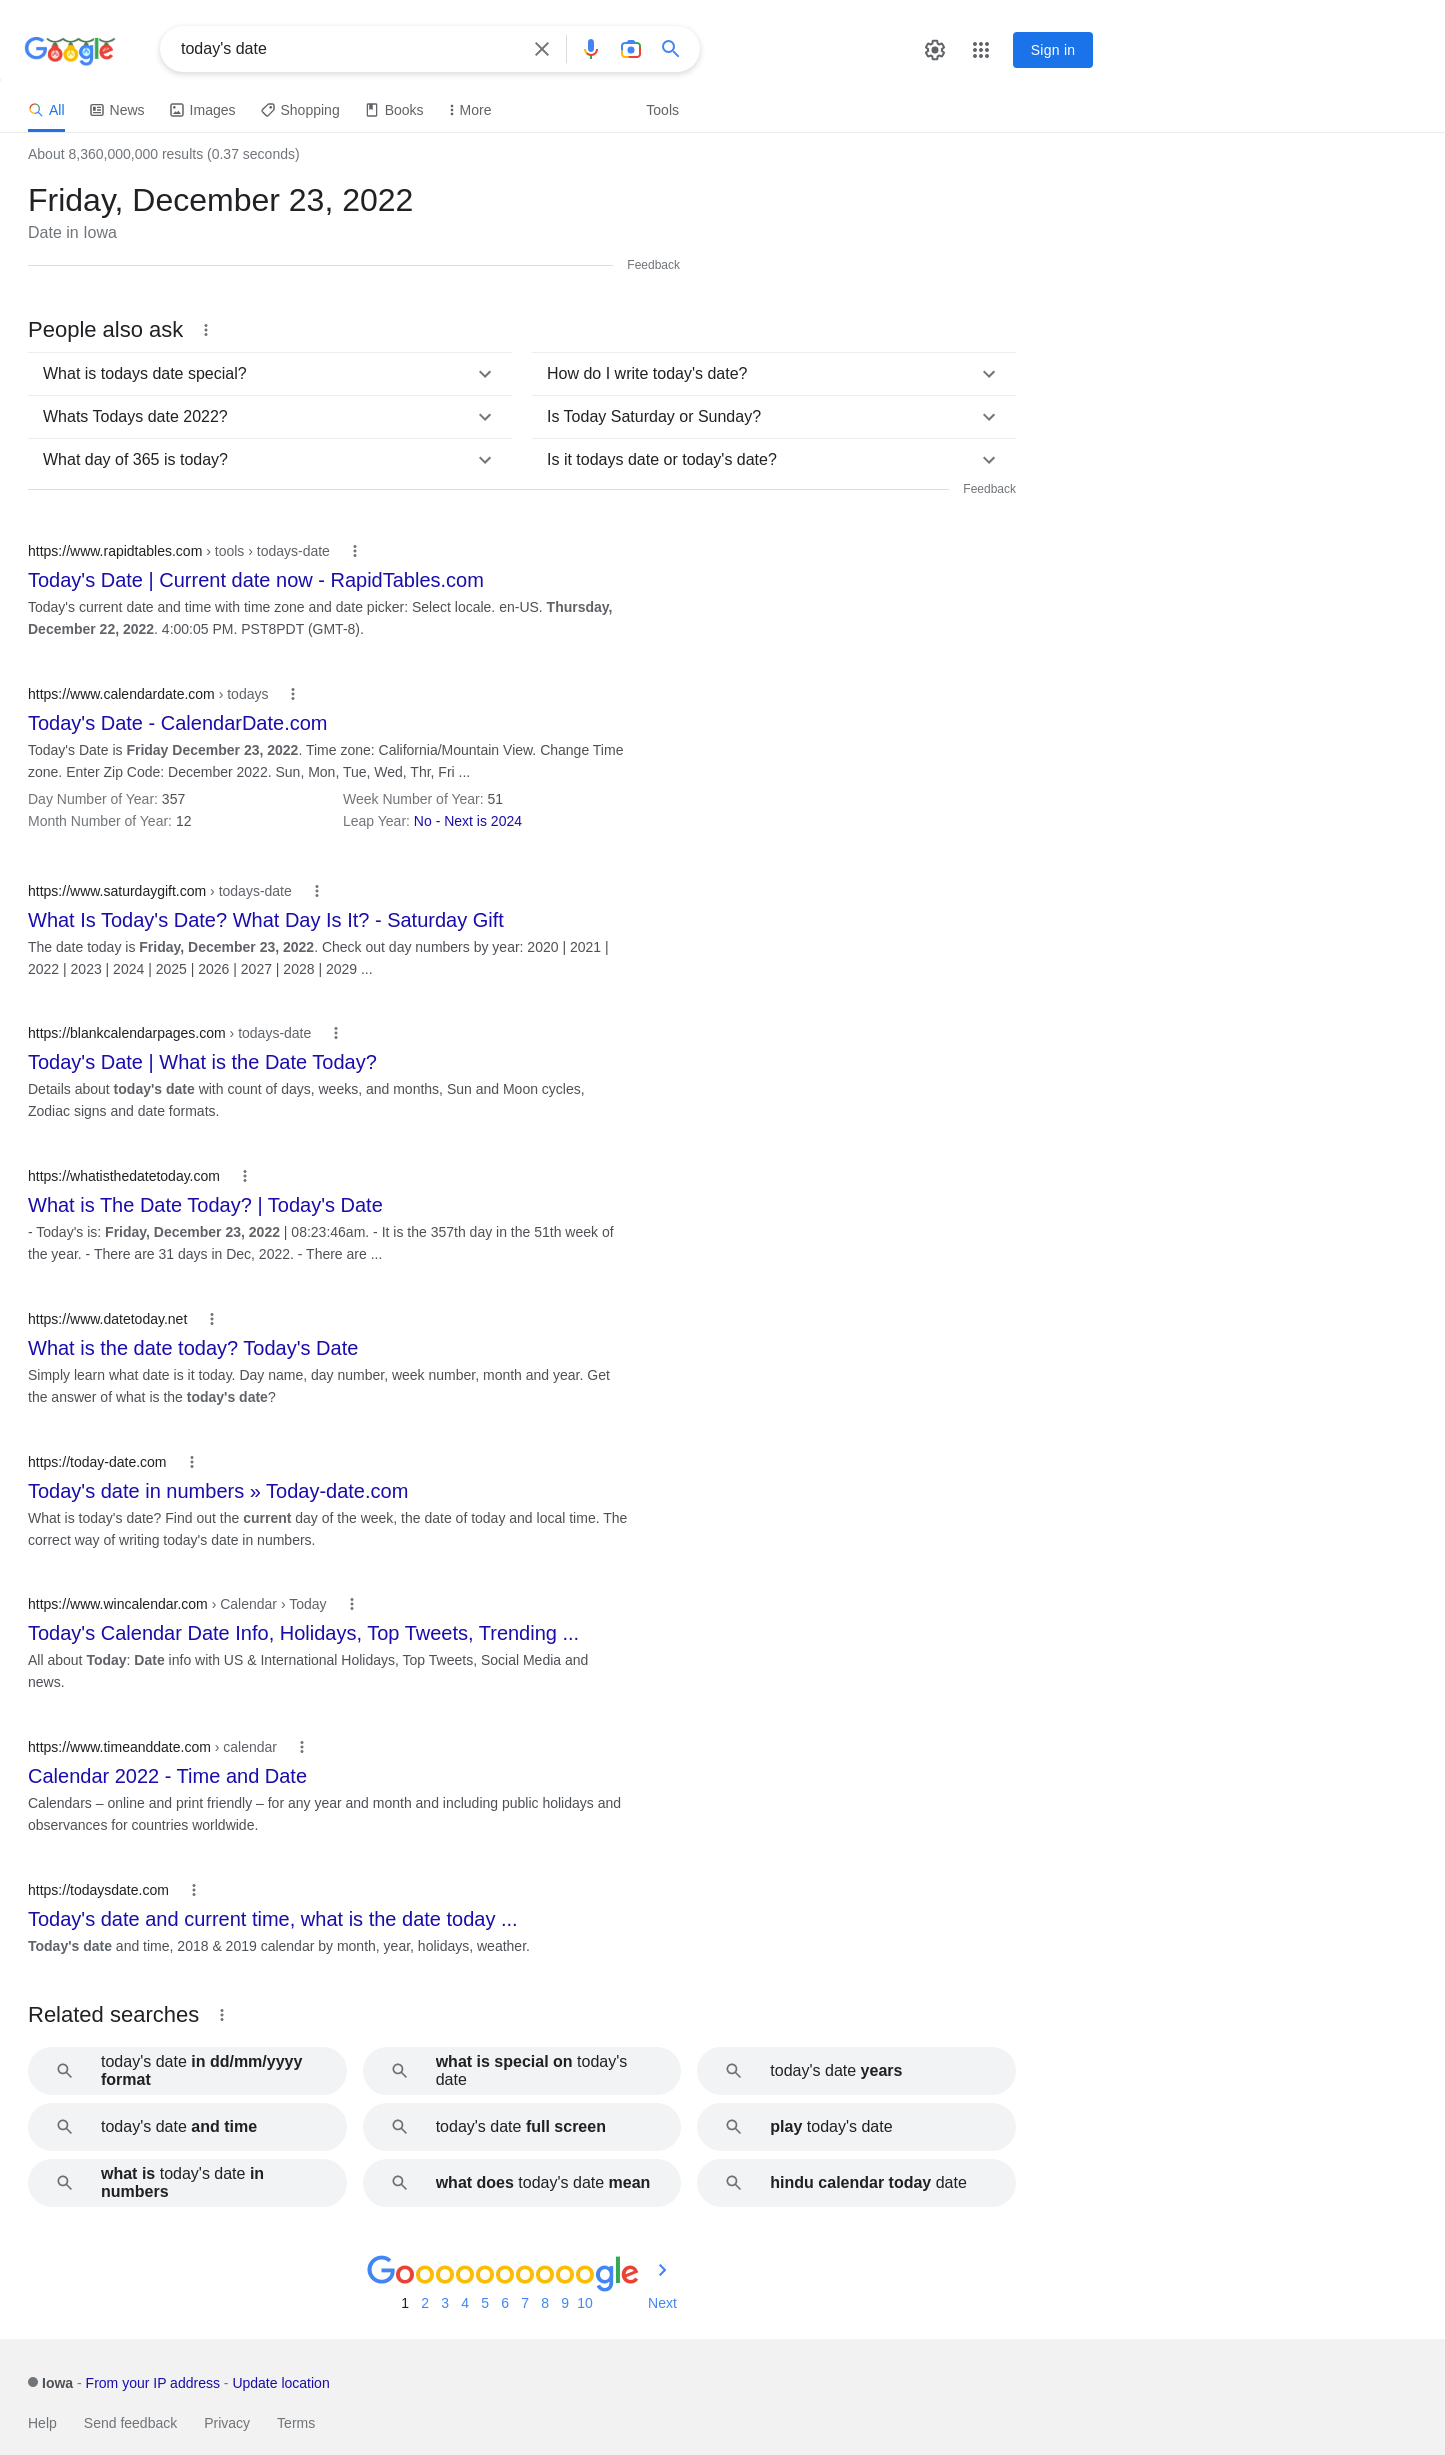 Google
today's date
Sign in
All
News
Images
Shopping
Books
More
Tools
About 8,360,000,000 results (0.37 seconds)
Friday, December 23, 2022
Date in Iowa
Feedback
People also ask
What is todays date special?
How do I write today's date?
Whats Todays date 2022?
Is Today Saturday or Sunday?
What day of 365 is today?
Is it todays date or today's date?
Feedback
https://www.rapidtables.com › tools › todays-date
Today's Date | Current date now - RapidTables.com
Today's current date and time with time zone and date picker: Select locale. en-US. Thursday,
December 22, 2022. 4:00:05 PM. PST8PDT (GMT-8).
https://www.calendardate.com › todays
Today's Date - CalendarDate.com
Today's Date is Friday December 23, 2022. Time zone: California/Mountain View. Change Time
zone. Enter Zip Code: December 2022. Sun, Mon, Tue, Wed, Thr, Fri ...
Day Number of Year: 357
Week Number of Year: 51
Month Number of Year: 12
Leap Year: No - Next is 2024
https://www.saturdaygift.com › todays-date
What Is Today's Date? What Day Is It? - Saturday Gift
The date today is Friday, December 23, 2022. Check out day numbers by year: 2020 | 2021 |
2022 | 2023 | 2024 | 2025 | 2026 | 2027 | 2028 | 2029 ...
https://blankcalendarpages.com › todays-date
Today's Date | What is the Date Today?
Details about today's date with count of days, weeks, and months, Sun and Moon cycles,
Zodiac signs and date formats.
https://whatisthedatetoday.com
What is The Date Today? | Today's Date
- Today's is: Friday, December 23, 2022 | 08:23:46am. - It is the 357th day in the 51th week of
the year. - There are 31 days in Dec, 2022. - There are ...
https://www.datetoday.net
What is the date today? Today's Date
Simply learn what date is it today. Day name, day number, week number, month and year. Get
the answer of what is the today's date?
https://today-date.com
Today's date in numbers » Today-date.com
What is today's date? Find out the current day of the week, the date of today and local time. The
correct way of writing today's date in numbers.
https://www.wincalendar.com › Calendar › Today
Today's Calendar Date Info, Holidays, Top Tweets, Trending ...
All about Today: Date info with US & International Holidays, Top Tweets, Social Media and
news.
https://www.timeanddate.com › calendar
Calendar 2022 - Time and Date
Calendars – online and print friendly – for any year and month and including public holidays and
observances for countries worldwide.
https://todaysdate.com
Today's date and current time, what is the date today ...
Today's date and time, 2018 & 2019 calendar by month, year, holidays, weather.
Related searches
today's date in dd/mm/yyyy
format
what is special on today's
date
today's date years
today's date and time
today's date full screen
play today's date
what is today's date in
numbers
what does today's date mean
hindu calendar today date
Goooooooooogle
1 2 3 4 5 6 7 8 9 10 Next
Iowa - From your IP address - Update location
Help Send feedback Privacy Terms